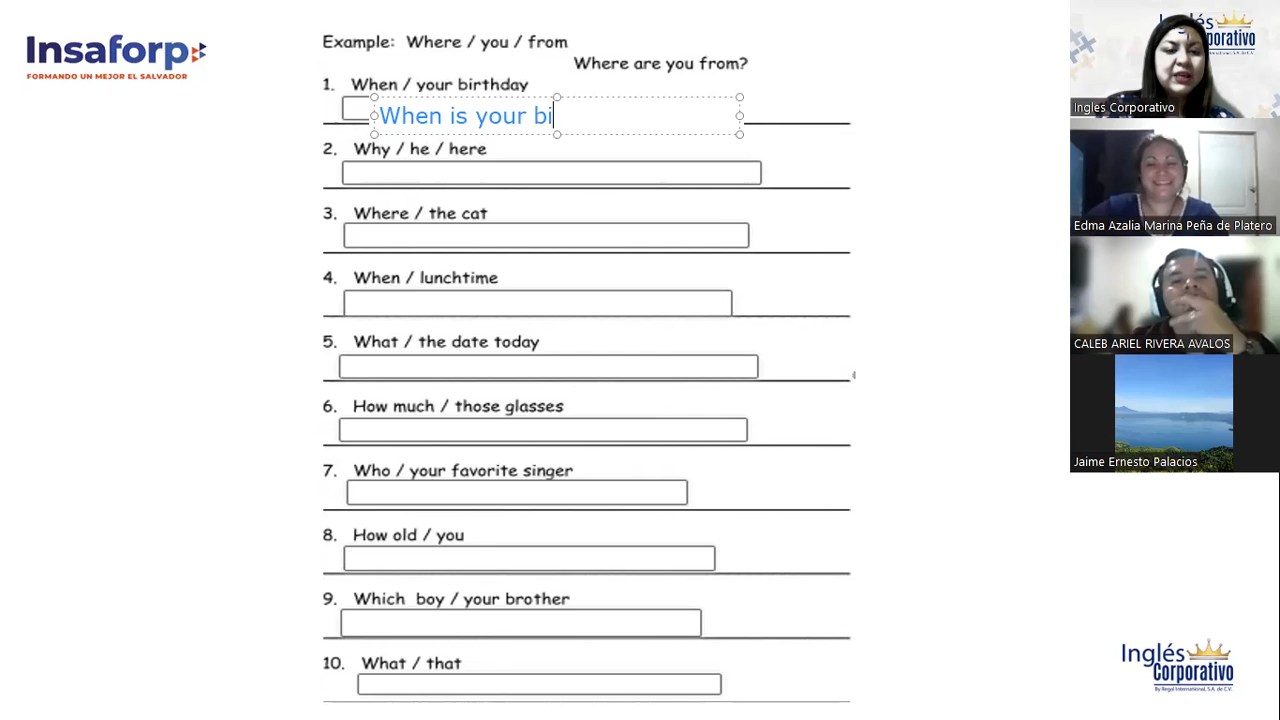 Insaforp
FORMANDO UN MEJOR EL SALVADOR
Example: Where / you / from
Where are you from?
1. When / your birthday
When is your bi
2. Why / he / here
3. Where / the cat
4. When / lunchtime
5. What / the date today
6. How much / those glasses
7. Who / your favorite singer
8. How old / you
9. Which boy / your brother
10. What / that
Ingles Corporativo
Edma Azalia Marina Peña de Platero
CALEB ARIEL RIVERA AVALOS
Jaime Ernesto Palacios
Inglés
Corporativo
By Regal International, S.A. de C.V.